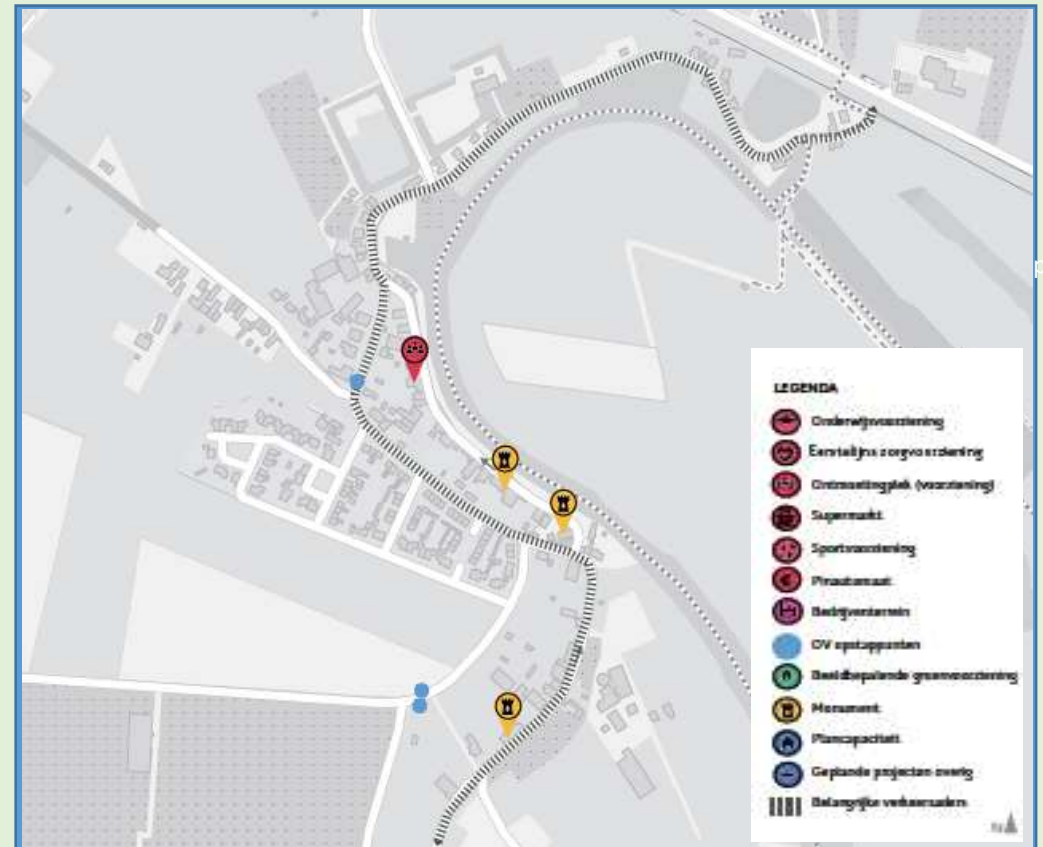 LEGENDA
Onderwijsvoorziening
Eerstelijns zorgvoorziening
Ontmoetingplek (voorziening)
Supermarkt
Sportvoorziening
Pinautomaat
Bedrijventerrein
OV opstappunten
Beeldbepalende groenvoorziening
Monument
Plancapaciteit
Geplande projecten overig
Belangrijke verkeersaders
N